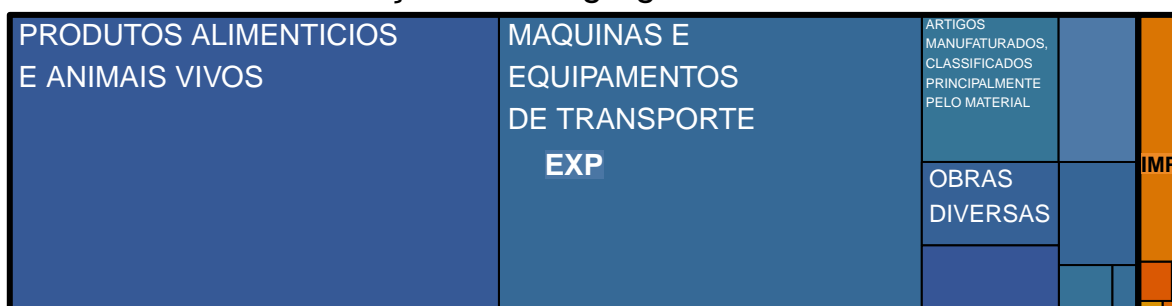 PRODUTOS ALIMENTICIOS
E ANIMAIS VIVOS
MAQUINAS E
EQUIPAMENTOS
DE TRANSPORTE
EXP
ARTIGOS
MANUFATURADOS,
CLASSIFICADOS
PRINCIPALMENTE
PELO MATERIAL
OBRAS
DIVERSAS